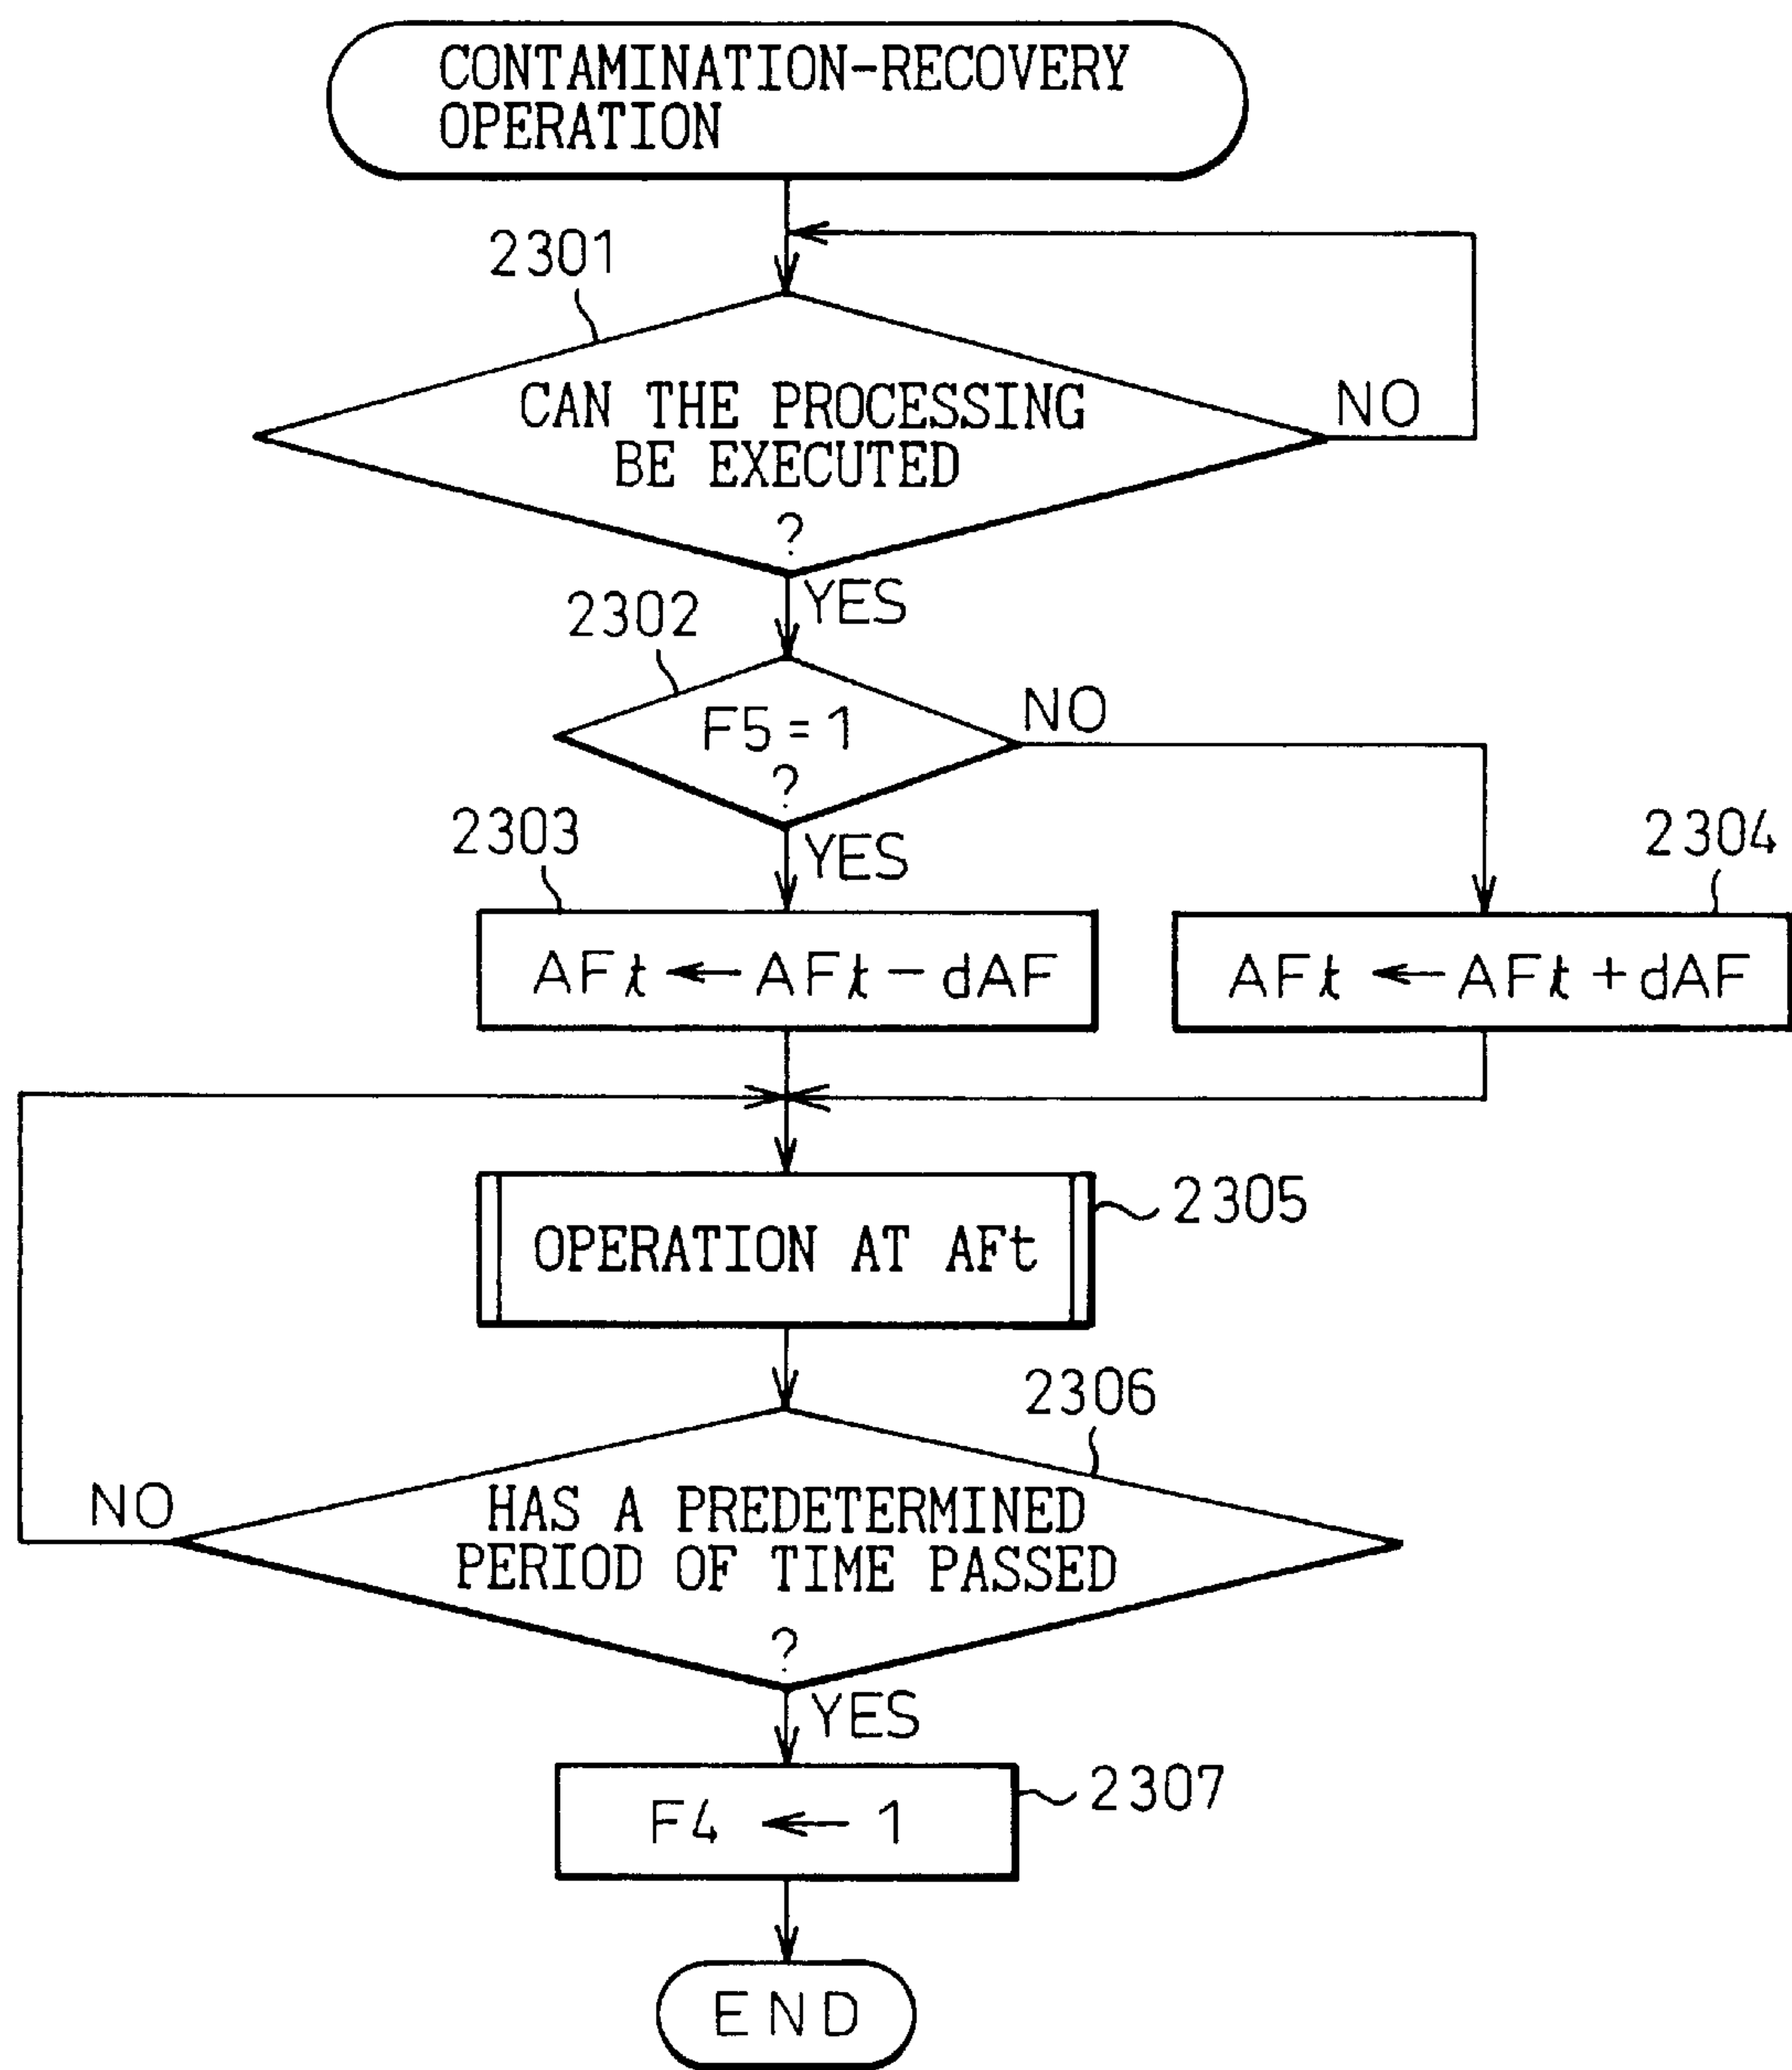 CONTAMINATION-RECOVERY
OPERATION
2301
CAN THE PROCESSING
BE EXECUTED
?
NO
YES
2302
F5=1
?
NO
YES
2303
AFt ← AFt - dAF
2304
AFt ← AFt + dAF
OPERATION AT AFt
2305
2306
HAS A PREDETERMINED
PERIOD OF TIME PASSED
?
NO
YES
F4 ← 1
2307
END